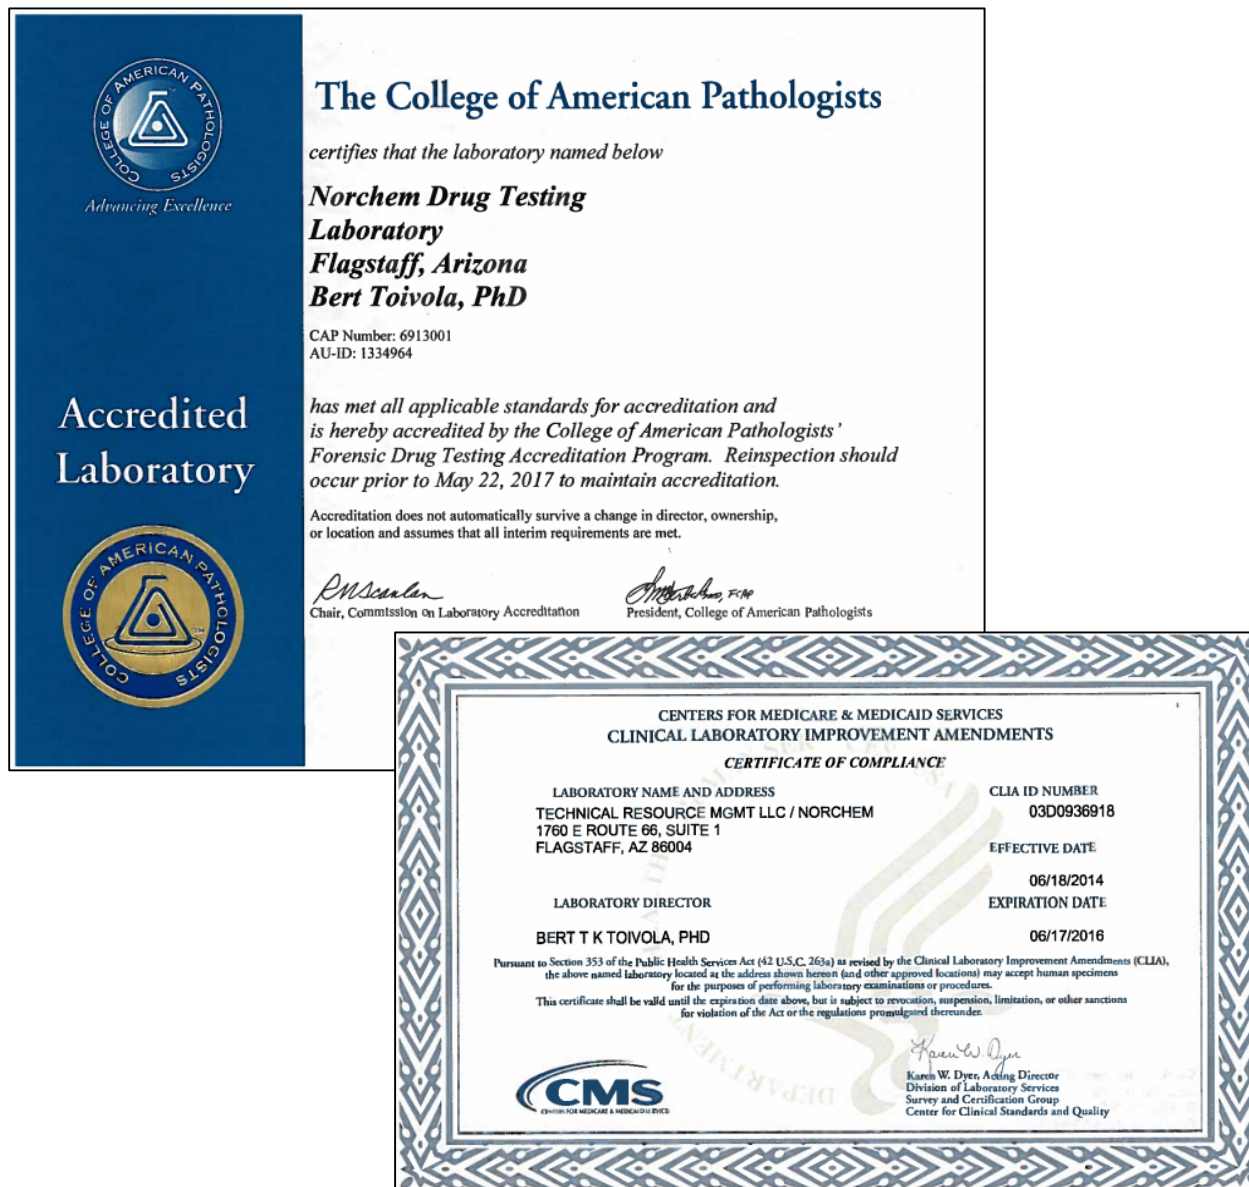 COLLEGE OF AMERICAN PATHOLOGISTS
Advancing Excellence
Accredited
Laboratory
COLLEGE OF AMERICAN PATHOLOGISTS
The College of American Pathologists
certifies that the laboratory named below
Norchem Drug Testing
Laboratory
Flagstaff, Arizona
Bert Toivola, PhD
CAP Number: 6913001
AU-ID: 1334964
has met all applicable standards for accreditation and
is hereby accredited by the College of American Pathologists'
Forensic Drug Testing Accreditation Program.  Reinspection should
occur prior to May 22, 2017 to maintain accreditation.
Accreditation does not automatically survive a change in director, ownership,
or location and assumes that all interim requirements are met.
Chair, Commission on Laboratory Accreditation
President, College of American Pathologists
CENTERS FOR MEDICARE & MEDICAID SERVICES
CLINICAL LABORATORY IMPROVEMENT AMENDMENTS
CERTIFICATE OF COMPLIANCE
LABORATORY NAME AND ADDRESS
TECHNICAL RESOURCE MGMT LLC / NORCHEM
1760 E ROUTE 66, SUITE 1
FLAGSTAFF, AZ 86004
CLIA ID NUMBER
03D0936918
EFFECTIVE DATE
06/18/2014
LABORATORY DIRECTOR
BERT T K TOIVOLA, PHD
EXPIRATION DATE
06/17/2016
Pursuant to Section 353 of the Public Health Services Act (42 U.S.C. 263a) as revised by the Clinical Laboratory Improvement Amendments (CLIA),
the above named laboratory located at the address shown hereon (and other approved locations) may accept human specimens
for the purposes of performing laboratory examinations or procedures.
This certificate shall be valid until the expiration date above, but is subject to revocation, suspension, limitation, or other sanctions
for violation of the Act or the regulations promulgated thereunder.
CMS
CENTERS FOR MEDICARE & MEDICAID SERVICES
Karen W. Dyer
Karen W. Dyer, Acting Director
Division of Laboratory Services
Survey and Certification Group
Center for Clinical Standards and Quality